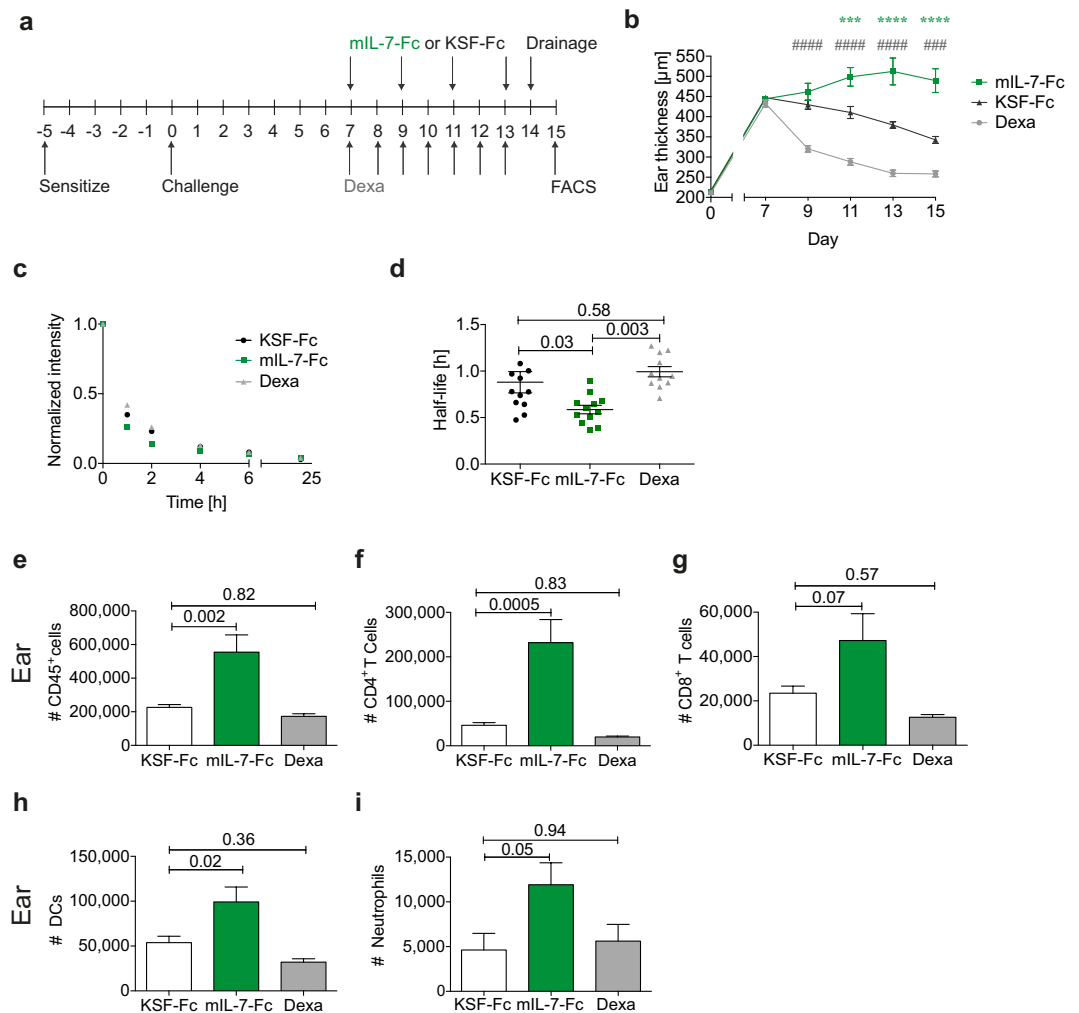 a
mIL-7-Fc or KSF-Fc Drainage
-5 -4 -3 -2 -1 0 1 2 3 4 5 6 7 8 9 10 11 12 13 14 15
Sensitize Challenge Dexa FACS
b
*** **** ****
#### #### #### ###
Ear thickness [µm]
550
500
450
400
350
300
250
200
0 7 9 11 13 15
Day
mIL-7-Fc
KSF-Fc
Dexa
c
Normalized intensity
1.0
0.5
0.0
0 2 4 6 25
Time [h]
KSF-Fc
mIL-7-Fc
Dexa
d
0.58
0.03 0.003
Half-life [h]
1.5
1.0
0.5
0.0
KSF-Fc mIL-7-Fc Dexa
Ear
e
0.82
0.002
# CD45+cells
800,000
600,000
400,000
200,000
0
KSF-Fc mIL-7-Fc Dexa
f
0.83
0.0005
# CD4+T Cells
300,000
200,000
100,000
0
KSF-Fc mIL-7-Fc Dexa
g
0.57
0.07
# CD8+ T cells
60,000
40,000
20,000
0
KSF-Fc mIL-7-Fc Dexa
Ear
h
0.36
0.02
# DCs
150,000
100,000
50,000
0
KSF-Fc mIL-7-Fc Dexa
i
0.94
0.05
# Neutrophils
15,000
10,000
5,000
0
KSF-Fc mIL-7-Fc Dexa